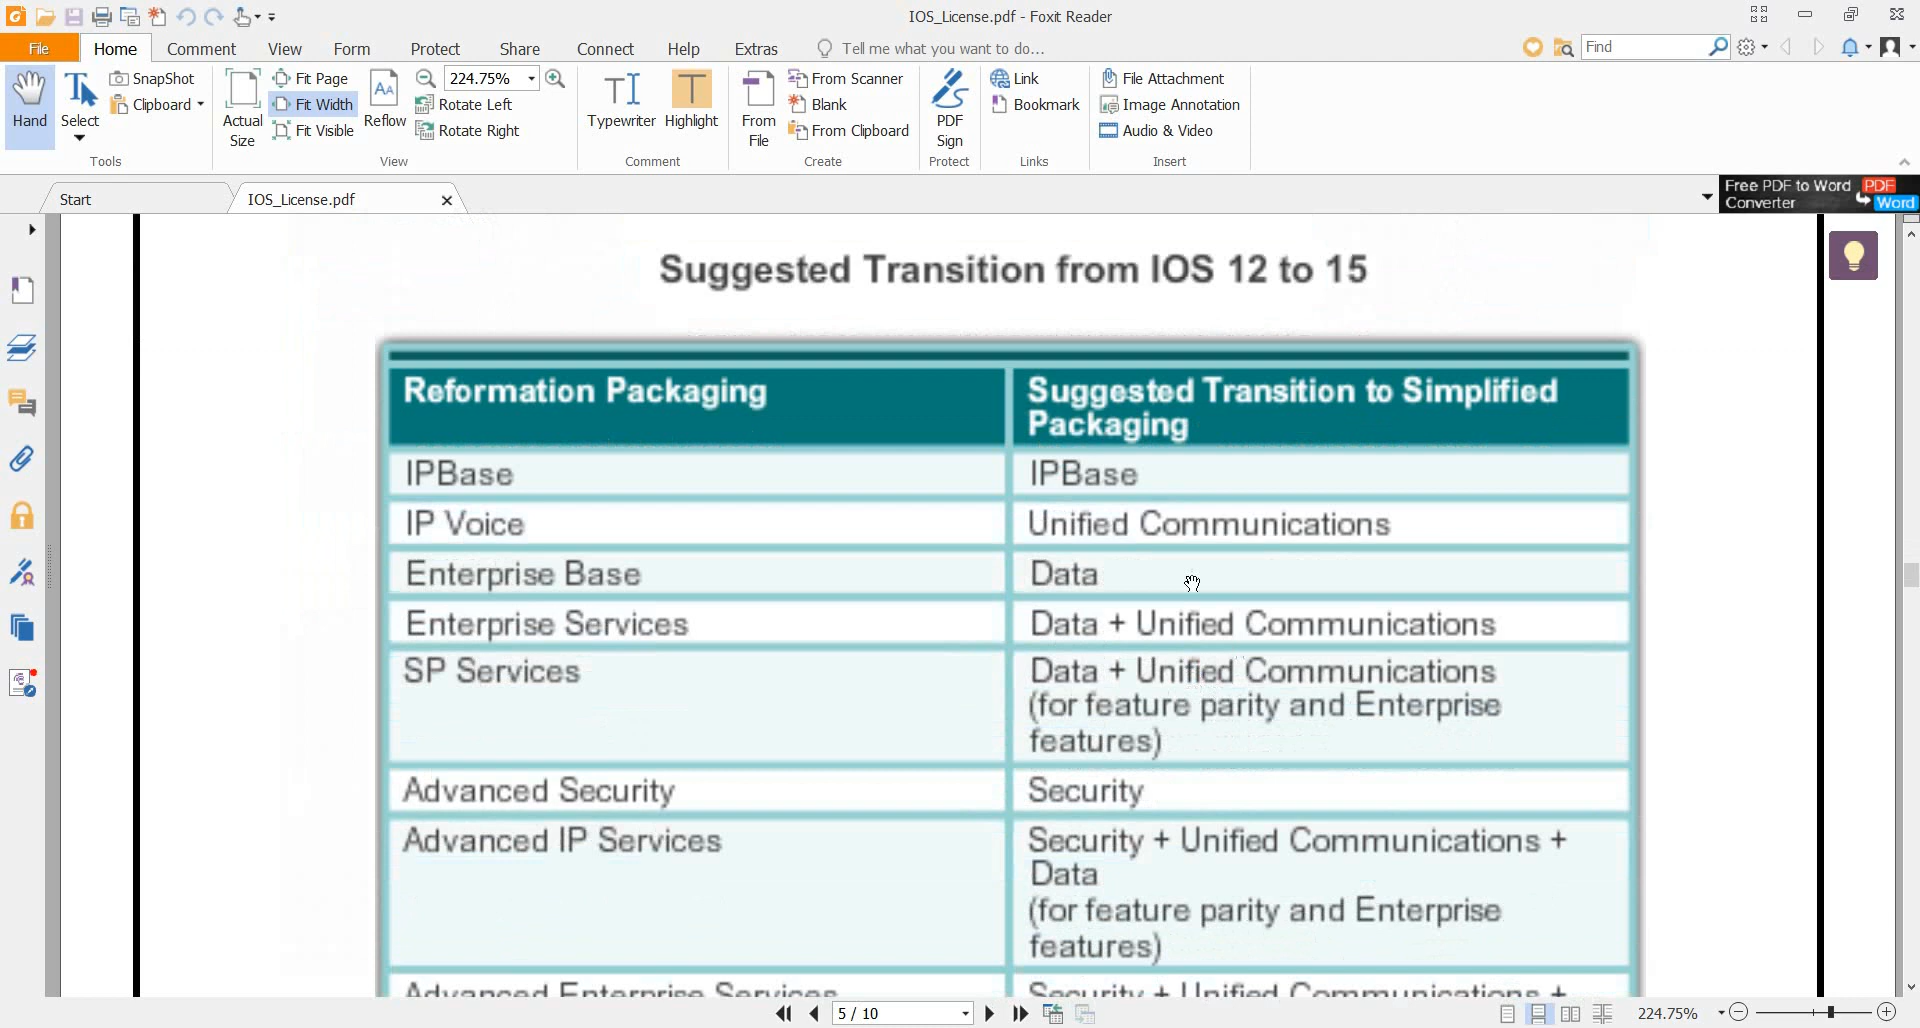 IOS_License.pdf - Foxit Reader
File Home Comment View Form Protect Share Connect Help Extras Tell me what you want to do... Find
Hand
Select
SnapShot
Clipboard
Tools
Actual
Size
Fit Page
Fit Width
Fit Visible
Reflow
224.75%
Rotate Left
Rotate Right
View
Typewriter
Highlight
Comment
From
File
From Scanner
Blank
From Clipboard
Create
PDF
Sign
Protect
Link
Bookmark
Links
File Attachment
Image Annotation
Audio & Video
Insert
Start
IOS_License.pdf
Free PDF to Word
Converter
PDF
Word
Suggested Transition from IOS 12 to 15
Reformation Packaging
Suggested Transition to Simplified
Packaging
IPBase
IPBase
IP Voice
Unified Communications
Enterprise Base
Data
Enterprise Services
Data + Unified Communications
SP Services
Data + Unified Communications
(for feature parity and Enterprise
features)
Advanced Security
Security
Advanced IP Services
Security + Unified Communications +
Data
(for feature parity and Enterprise
features)
Advanced Enterprise Services
Security + Unified Communications +
5 / 10
224.75%